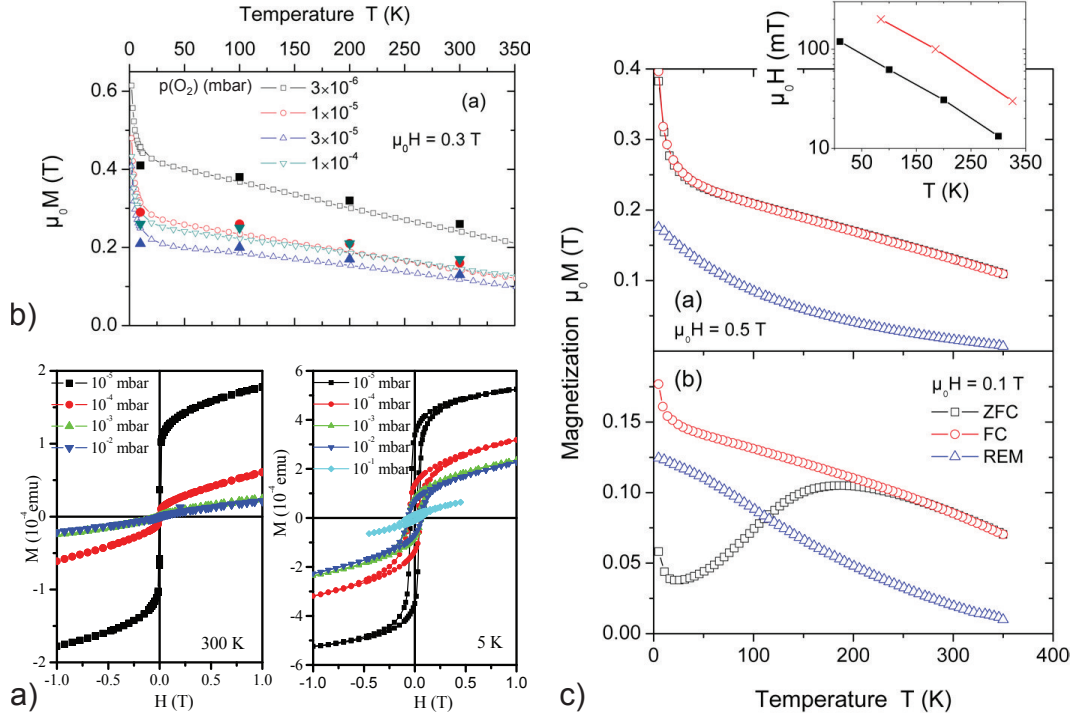 Temperature T (K)
0 50 100 150 200 250 300 350
p(O₂) (mbar)
(a)
3×10⁻⁶
1×10⁻⁵
3×10⁻⁵
1×10⁻⁴
μ₀H = 0.3 T
0.6
0.4
0.2
0.0
μ₀M (T)
b)
2
1
0
-1
-2
M (10⁻⁴ emu)
10⁻⁵ mbar
10⁻⁴ mbar
10⁻³ mbar
10⁻² mbar
300 K
-1.0 -0.5 0.0 0.5 1.0
H (T)
6
4
2
0
-2
-4
-6
M (10⁻⁴ emu)
10⁻⁵ mbar
10⁻⁴ mbar
10⁻³ mbar
10⁻² mbar
10⁻¹ mbar
5 K
-1.0 -0.5 0.0 0.5 1.0
H (T)
a)
μ₀H (mT)
100
10
50 150 250 350
T (K)
0.4
0.3
0.2
0.1
(a)
μ₀H = 0.5 T
Magnetization μ₀M (T)
(b)
μ₀H = 0.1 T
ZFC
FC
REM
0.15
0.10
0.05
0.00
0 100 200 300 400
Temperature T (K)
c)